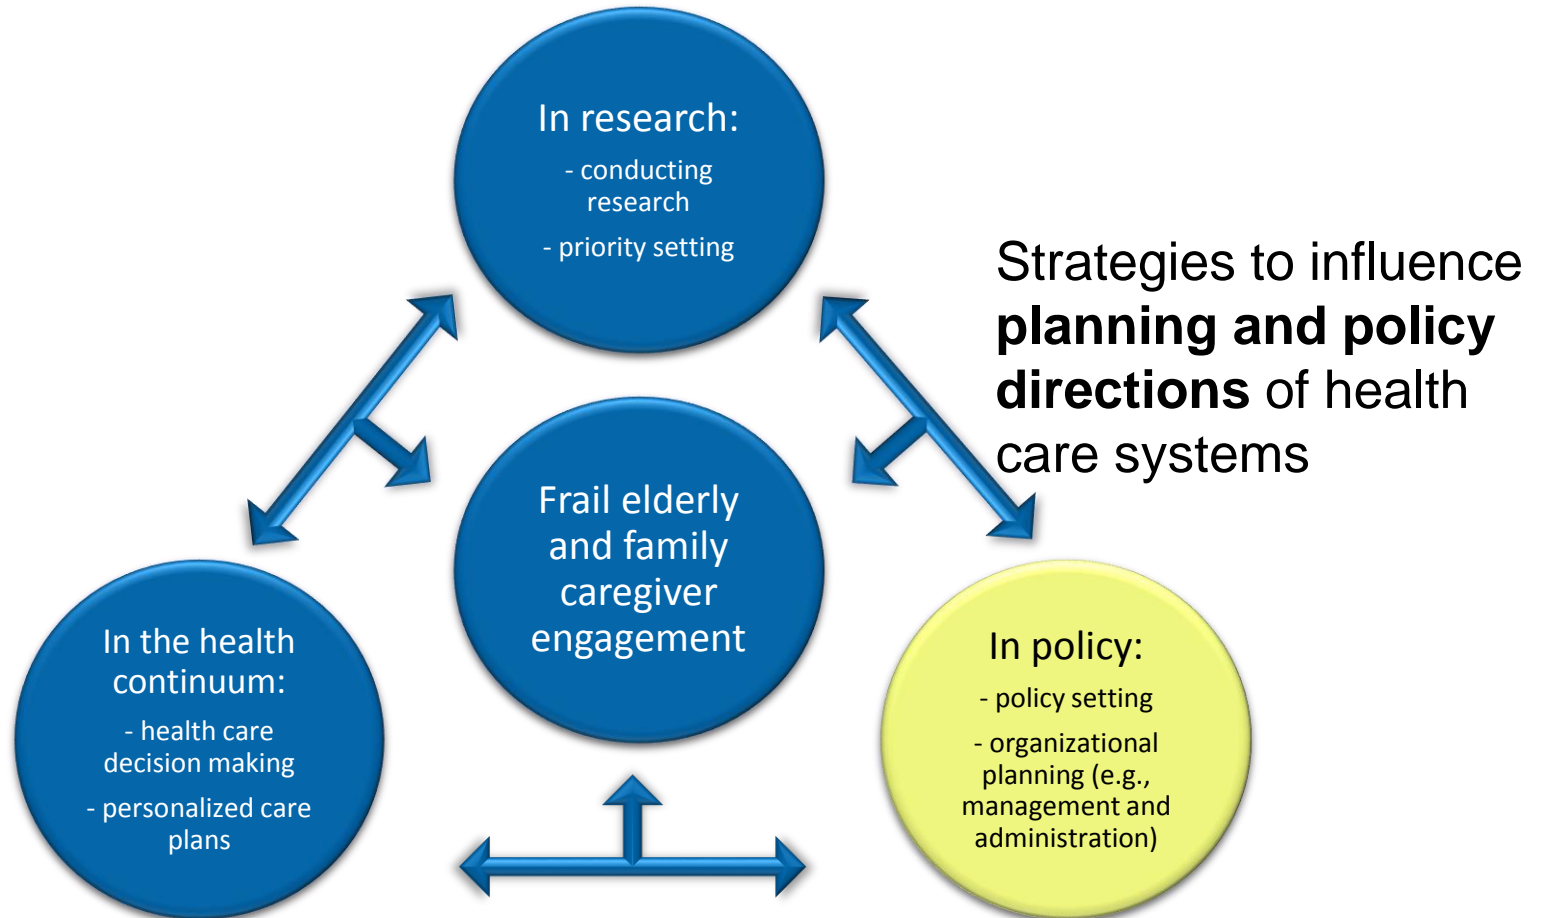 In research:
- conducting
research
- priority setting
Strategies to influence
planning and policy
directions of health
care systems
Frail elderly
and family
caregiver
engagement
In the health
continuum:
- health care
decision making
- personalized care
plans
In policy:
- policy setting
- organizational
planning (e.g.,
management and
administration)